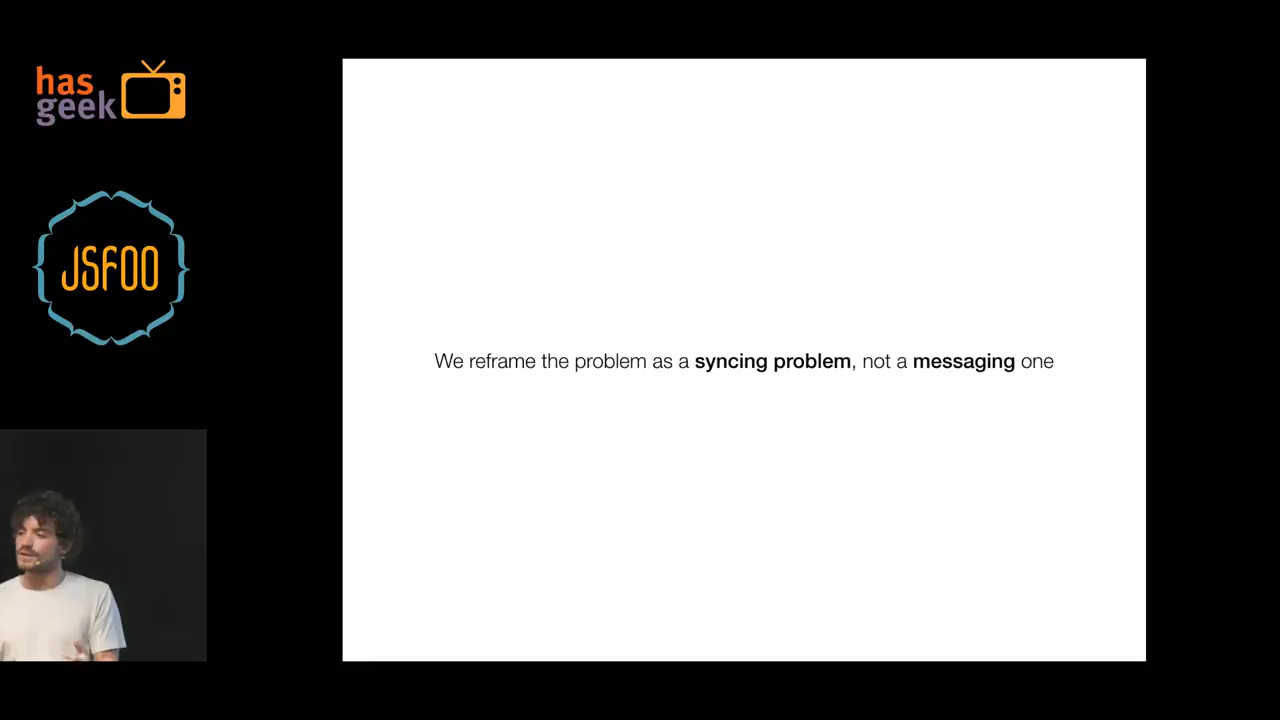 has
geek
JSFOO
We reframe the problem as a syncing problem, not a messaging one